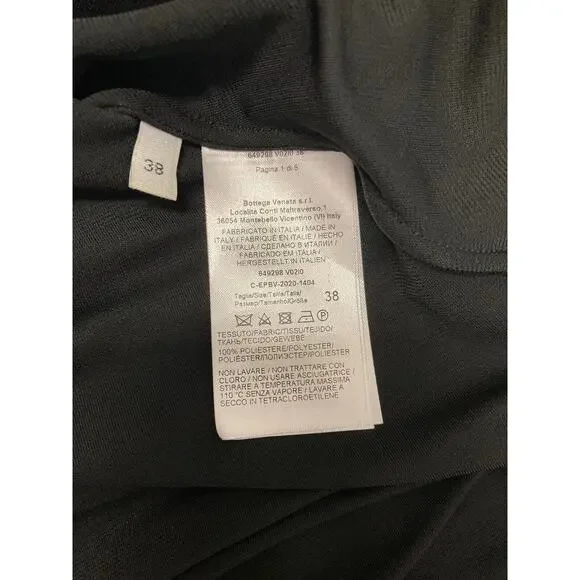 38
649298 V02I0 38
Pagina 1 di 5
Bottega Veneta s.r.l.
Località Conti Maltraverso,1
36054 Montebello Vicentino (VI) Italy
FABBRICATO IN ITALIA / MADE IN
ITALY / FABRIQUÉ EN ITALIE / HECHO
EN ITALIA / СДЕЛАНО В ИТАЛИИ /
FABRICADO EM ITÁLIA /
HERGESTELLT IN ITALIEN
649298 V02I0
C-EPBV-2020-1404
Taglia/Size/Taille/Talla/
Размер/Tamanho/Größe 38
TESSUTO/FABRIC/TISSU/TEJIDO/
ТКАНЬ/TECIDO/GEWEBE
100% POLIESTERE/POLYESTER/
POLIÉSTER/ПОЛИЭСТЕР/POLIESTER
NON LAVARE / NON TRATTARE CON
CLORO / NON USARE ASCIUGATRICE /
STIRARE A TEMPERATURA MASSIMA
110 °C SENZA VAPORE / LAVARE A
SECCO IN TETRACLOROETILENE